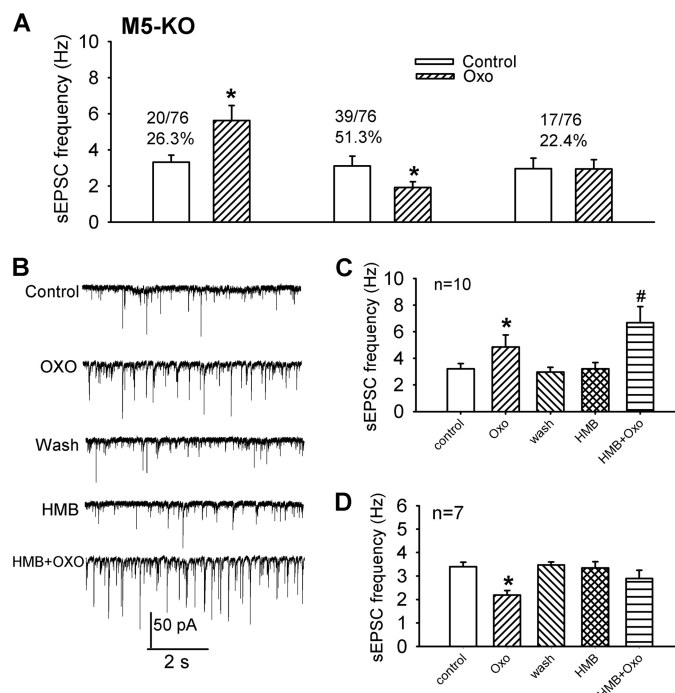 A M5-KO
sEPSC frequency (Hz)
10
8
6
4
2
0
Control
Oxo
20/76
26.3%
*
39/76
51.3%
*
17/76
22.4%
B
Control
OXO
Wash
HMB
HMB+OXO
50 pA
2 s
C
sEPSC frequency (Hz)
10
8
6
4
2
0
n=10
*
#
control
Oxo
wash
HMB
HMB+Oxo
D
sEPSC frequency (Hz)
6
5
4
3
2
1
0
n=7
*
control
Oxo
wash
HMB
HMB+Oxo